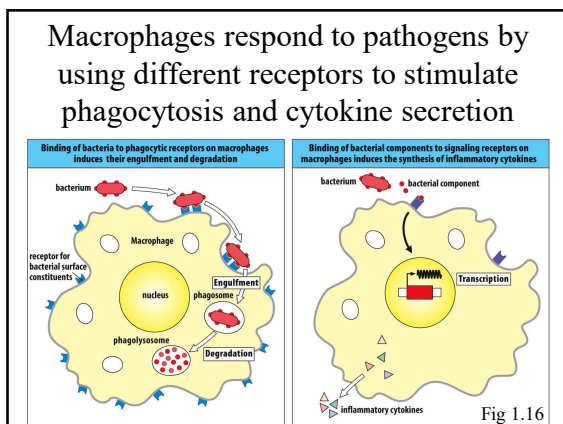 Macrophages respond to pathogens by
using different receptors to stimulate
phagocytosis and cytokine secretion
Binding of bacteria to phagocytic receptors on macrophages
induces their engulfment and degradation
bacterium
Macrophage
receptor for
bacterial surface
constituents
Engulfment
nucleus
phagosome
phagolysosome
Degradation
Binding of bacterial components to signaling receptors on
macrophages induces the synthesis of inflammatory cytokines
bacterium
bacterial component
Transcription
inflammatory cytokines
Fig 1.16